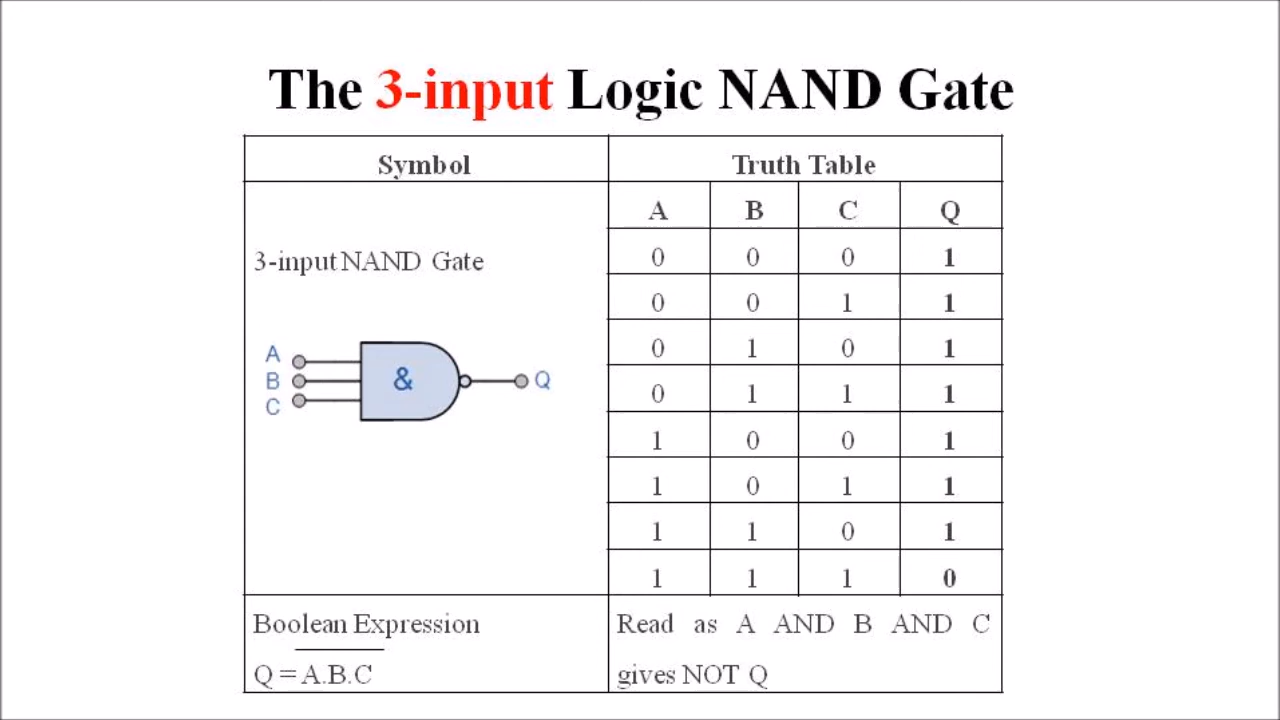 The 3-input Logic NAND Gate
Symbol Truth Table
A B C Q
3-input NAND Gate
0 0 0 1
0 0 1 1
0 1 0 1
0 1 1 1
1 0 0 1
1 0 1 1
1 1 0 1
1 1 1 0
A
B
C
&
Q
Boolean Expression
Q = A.B.C
Read as A AND B AND C
gives NOT Q